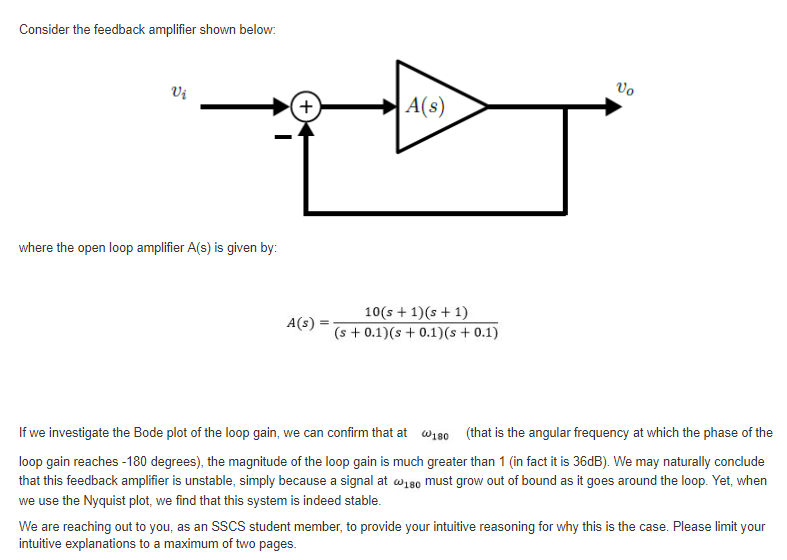 Consider the feedback amplifier shown below:
v_i
+
A(s)
v_o
−
where the open loop amplifier A(s) is given by:
A(s) = 10(s + 1)(s + 1) / (s + 0.1)(s + 0.1)(s + 0.1)
If we investigate the Bode plot of the loop gain, we can confirm that at ω₁₈₀ (that is the angular frequency at which the phase of the
loop gain reaches -180 degrees), the magnitude of the loop gain is much greater than 1 (in fact it is 36dB). We may naturally conclude
that this feedback amplifier is unstable, simply because a signal at ω₁₈₀ must grow out of bound as it goes around the loop. Yet, when
we use the Nyquist plot, we find that this system is indeed stable.
We are reaching out to you, as an SSCS student member, to provide your intuitive reasoning for why this is the case. Please limit your
intuitive explanations to a maximum of two pages.